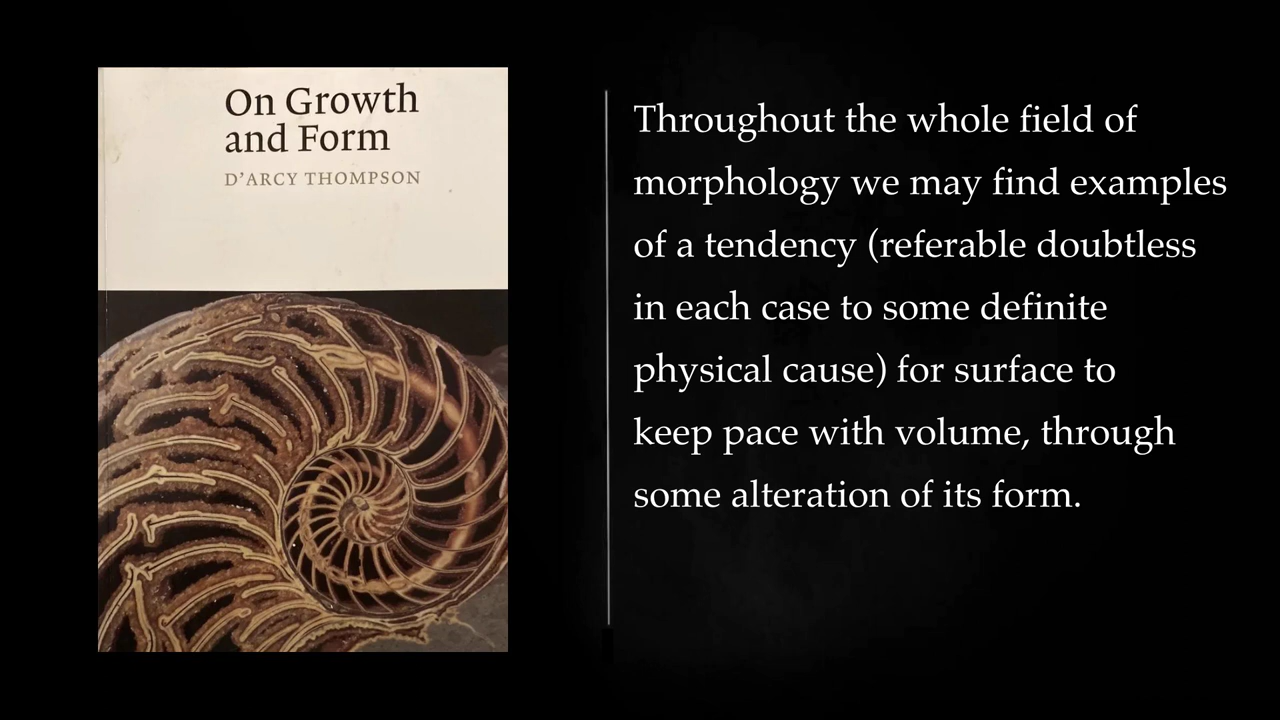 On Growth
and Form
D'ARCY THOMPSON
Throughout the whole field of
morphology we may find examples
of a tendency (referable doubtless
in each case to some definite
physical cause) for surface to
keep pace with volume, through
some alteration of its form.